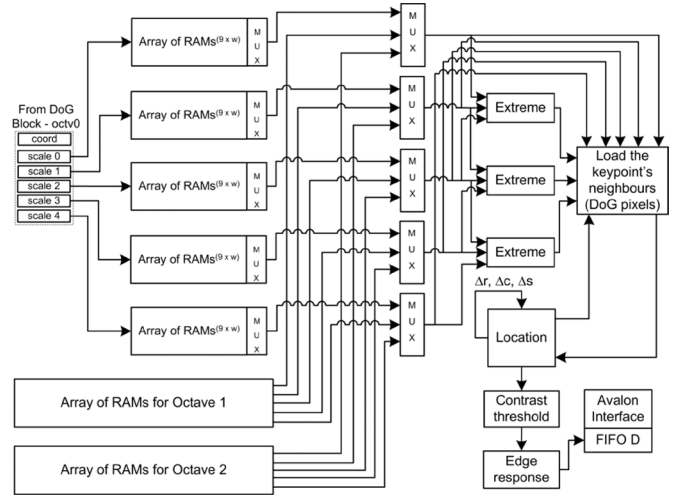 From DoG
Block - octv0
coord
scale 0
scale 1
scale 2
scale 3
scale 4
Array of RAMs(9 x w)
M
U
X
Array of RAMs(9 x w)
M
U
X
Array of RAMs(9 x w)
M
U
X
Array of RAMs(9 x w)
M
U
X
Array of RAMs(9 x w)
M
U
X
Array of RAMs for Octave 1
Array of RAMs for Octave 2
M
U
X
M
U
X
M
U
X
M
U
X
M
U
X
Extreme
Extreme
Extreme
Load the
keypoint's
neighbours
(DoG pixels)
Δr, Δc, Δs
Location
Contrast
threshold
Edge
response
Avalon
Interface
FIFO D